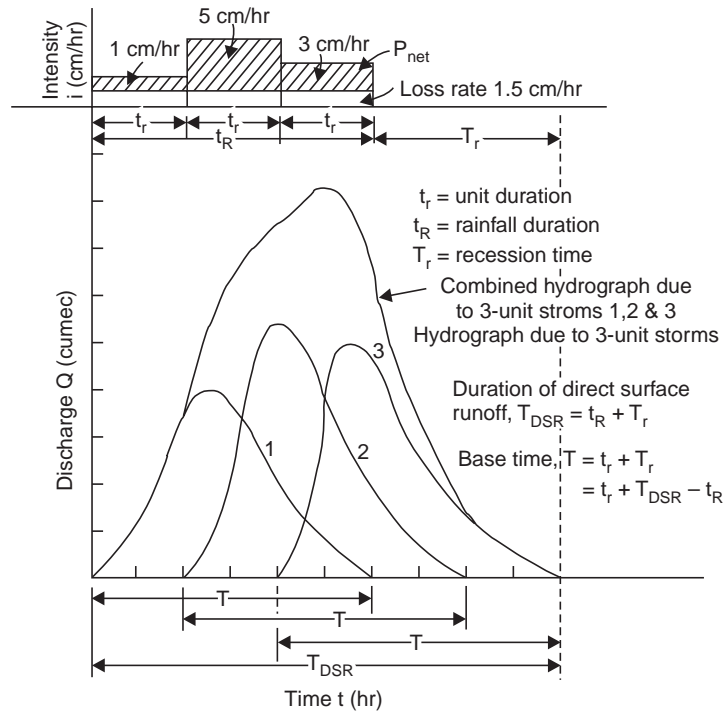 5 cm/hr
1 cm/hr
3 cm/hr
P_net
Intensity
i (cm/hr)
Loss rate 1.5 cm/hr
t_r
t_r
t_r
t_R
T_r
t_r = unit duration
t_R = rainfall duration
T_r = recession time
Combined hydrograph due
to 3-unit stroms 1,2 & 3
Hydrograph due to 3-unit storms
3
Duration of direct surface
runoff, T_DSR = t_R + T_r
1
2
Base time, T = t_r + T_r
= t_r + T_DSR – t_R
Discharge Q (cumec)
T
T
T
T_DSR
Time t (hr)